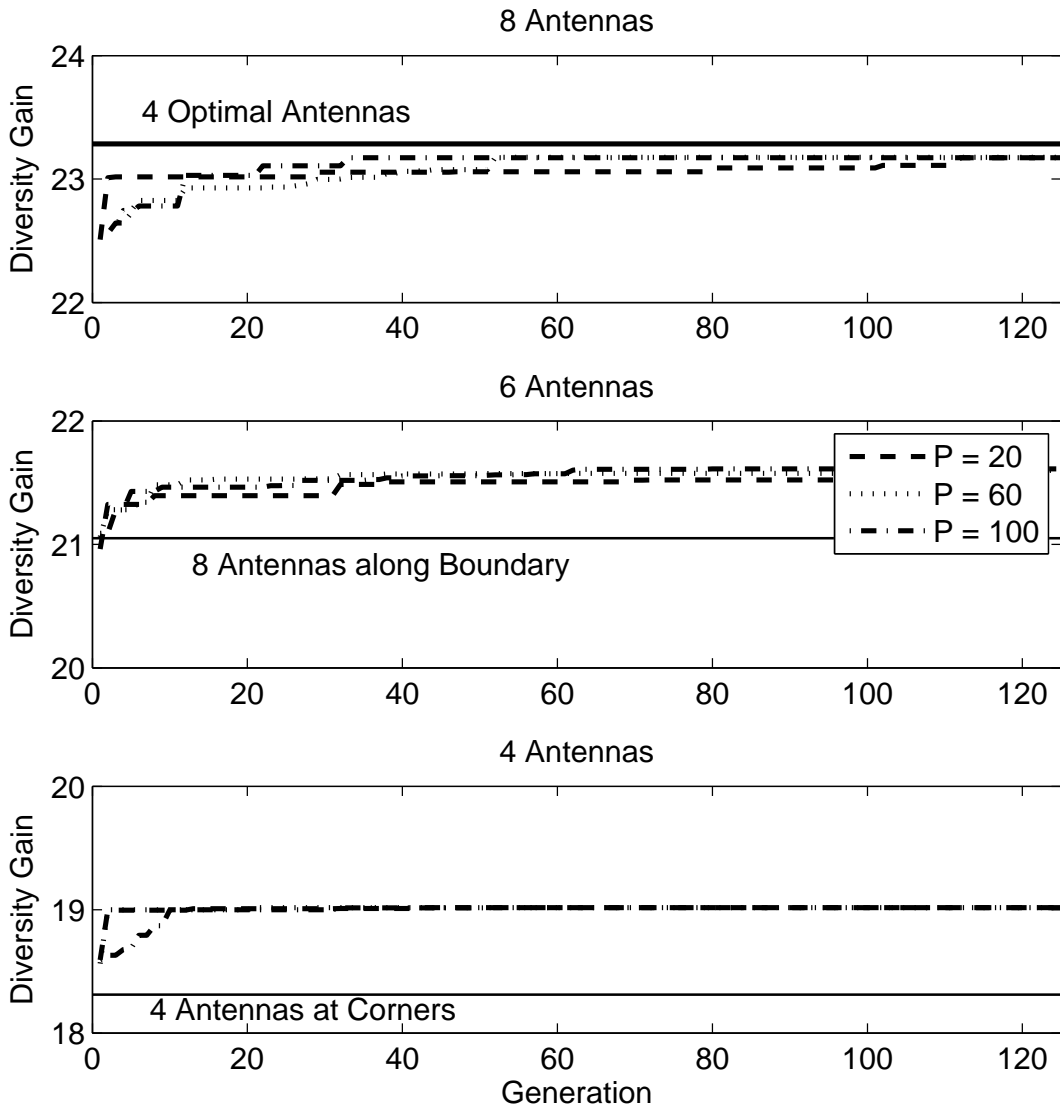 8 Antennas
24
23
22
Diversity Gain
4 Optimal Antennas
0 20 40 60 80 100 120
6 Antennas
22
21
20
Diversity Gain
P = 20
P = 60
P = 100
8 Antennas along Boundary
0 20 40 60 80 100 120
4 Antennas
20
19
18
Diversity Gain
4 Antennas at Corners
0 20 40 60 80 100 120
Generation